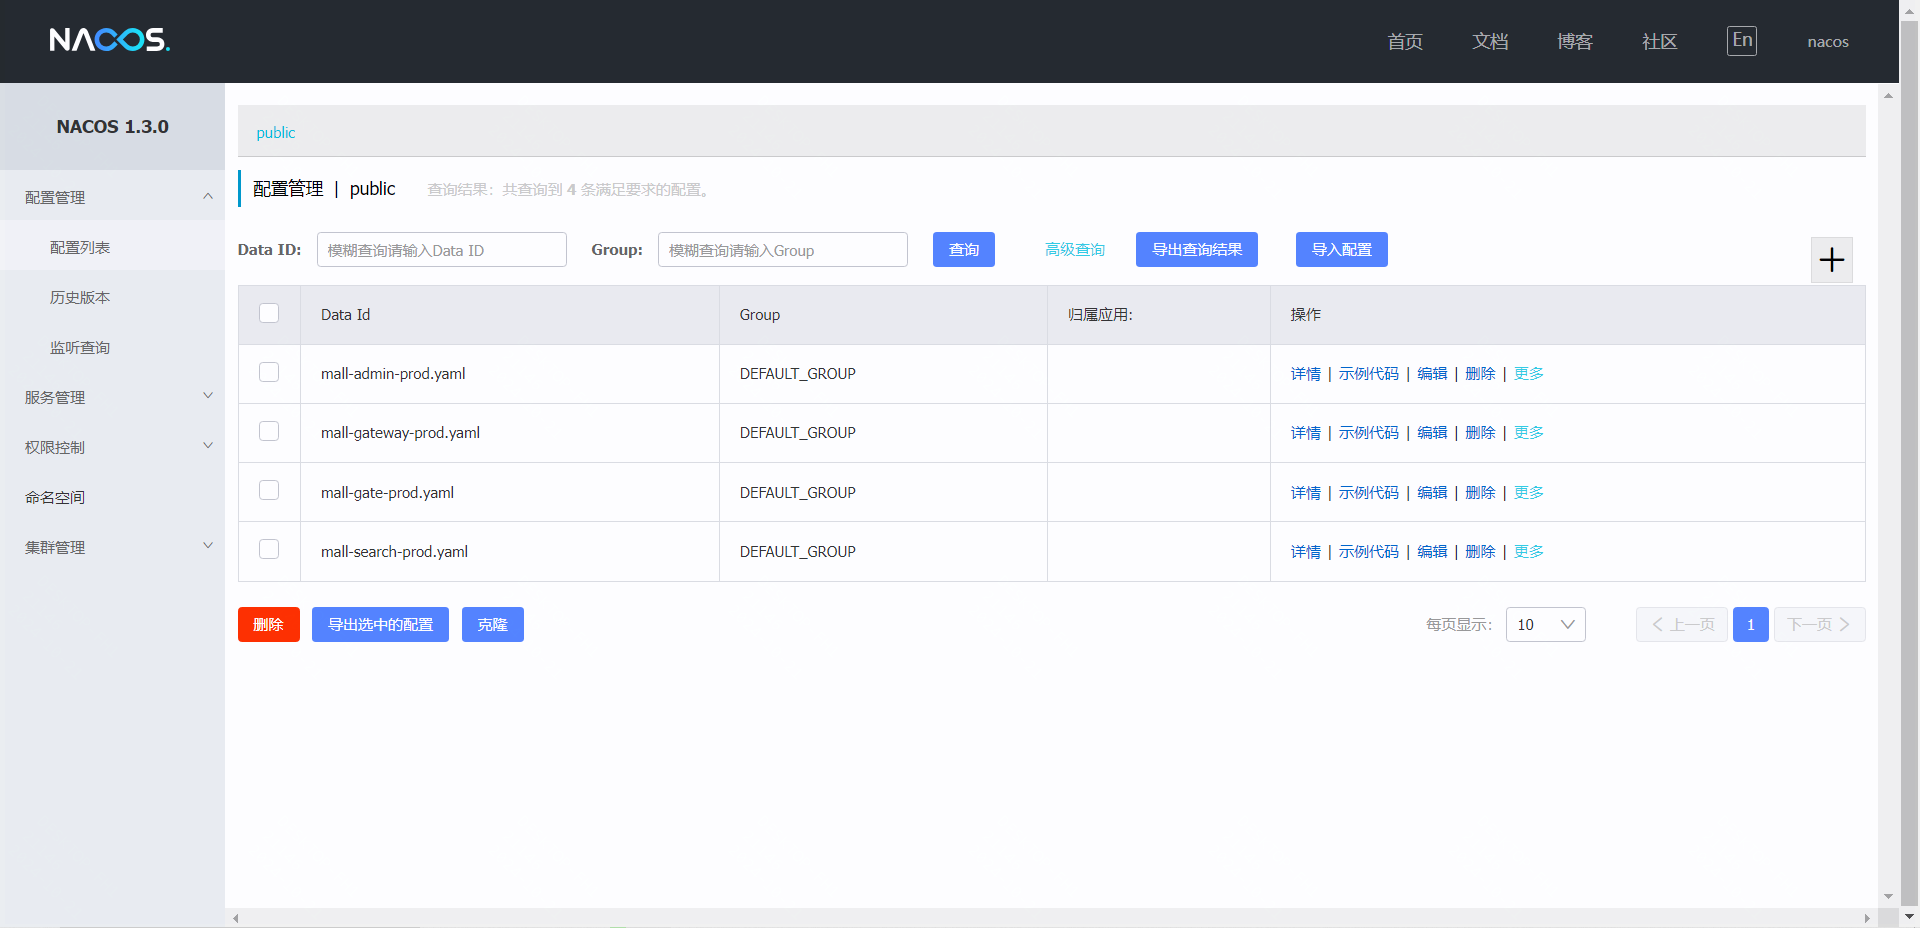 NACOS.
首页 文档 博客 社区 En nacos
NACOS 1.3.0
配置管理
配置列表
历史版本
监听查询
服务管理
权限控制
命名空间
集群管理
public
配置管理 | public 查询结果：共查询到 4 条满足要求的配置。
Data ID: 模糊查询请输入Data ID Group: 模糊查询请输入Group 查询 高级查询 导出查询结果 导入配置
Data Id Group 归属应用: 操作
mall-admin-prod.yaml DEFAULT_GROUP 详情 | 示例代码 | 编辑 | 删除 | 更多
mall-gateway-prod.yaml DEFAULT_GROUP 详情 | 示例代码 | 编辑 | 删除 | 更多
mall-gate-prod.yaml DEFAULT_GROUP 详情 | 示例代码 | 编辑 | 删除 | 更多
mall-search-prod.yaml DEFAULT_GROUP 详情 | 示例代码 | 编辑 | 删除 | 更多
删除 导出选中的配置 克隆 每页显示: 10 上一页 1 下一页